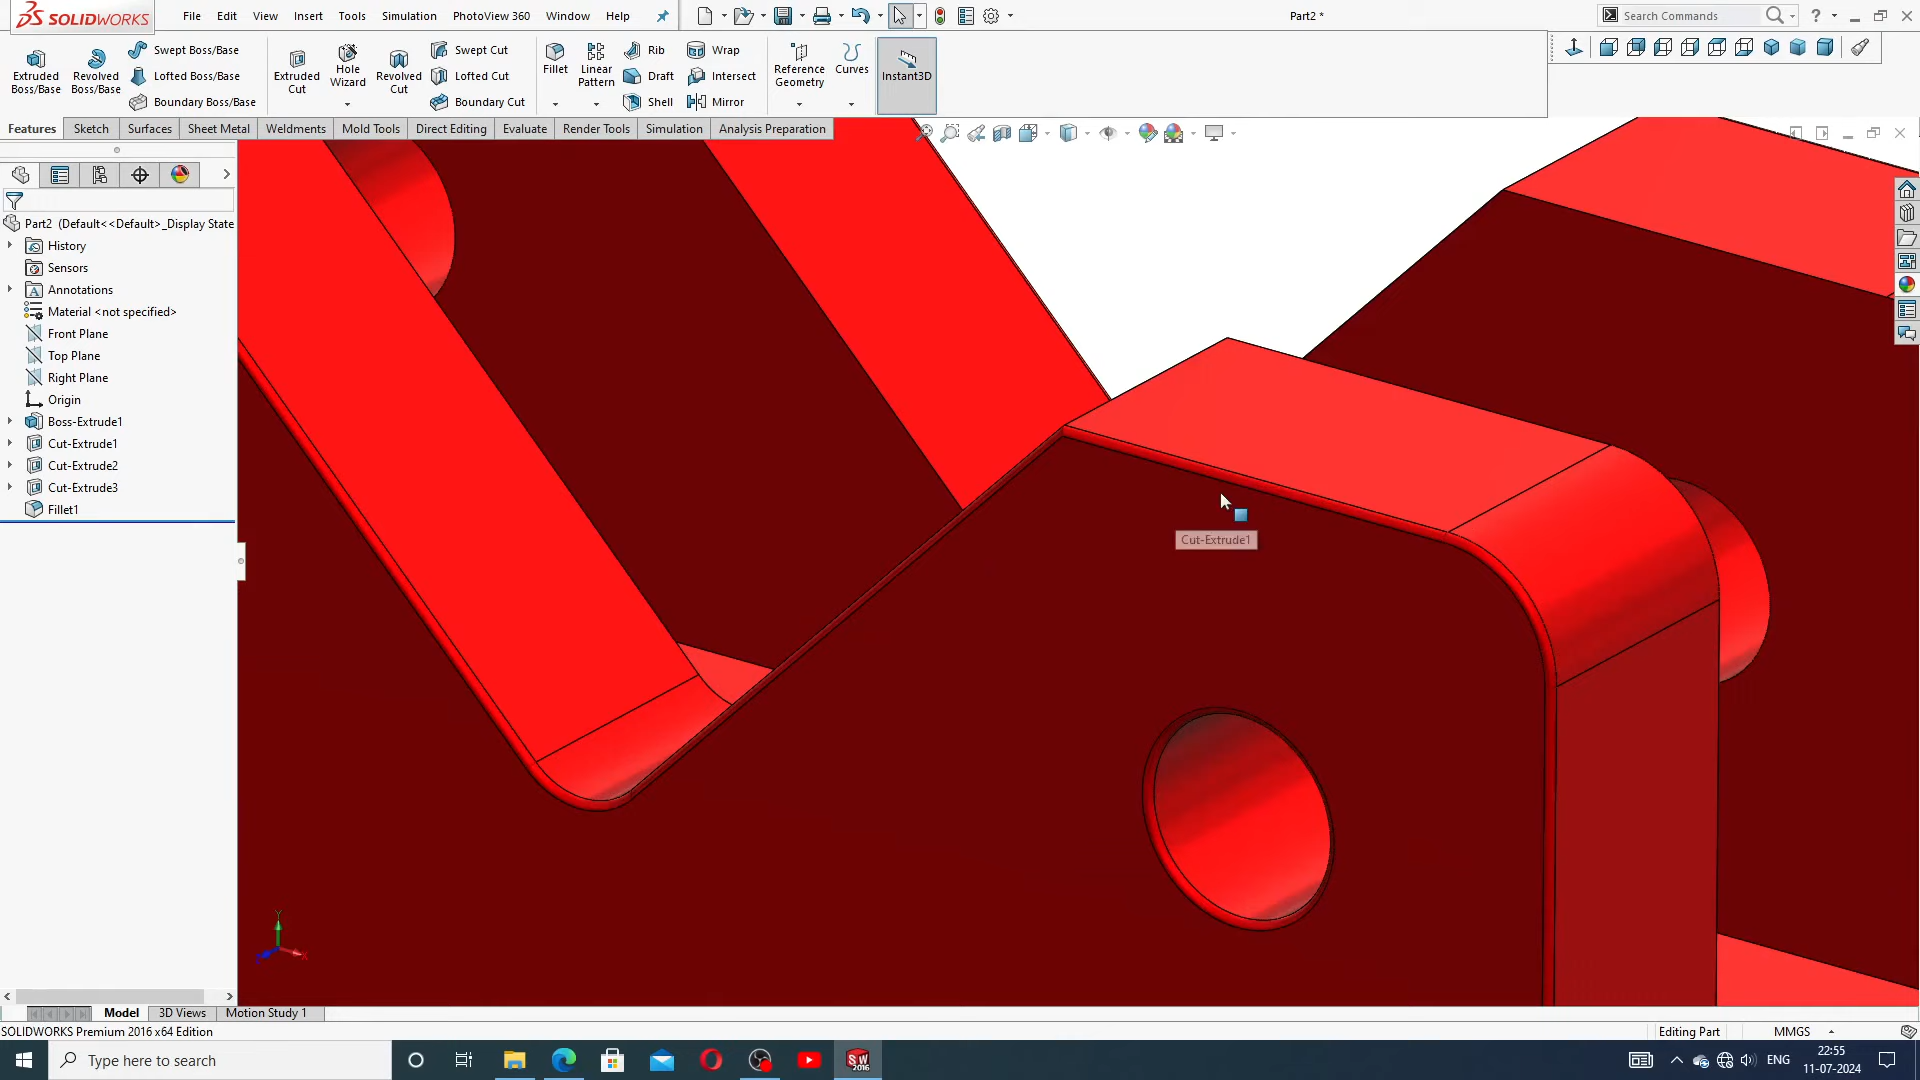 SOLIDWORKS
File Edit View Insert Tools Simulation PhotoView 360 Window Help
Part2 *
Search Commands
Extruded Boss/Base
Revolved Boss/Base
Swept Boss/Base
Lofted Boss/Base
Boundary Boss/Base
Extruded Cut
Hole Wizard
Revolved Cut
Swept Cut
Lofted Cut
Boundary Cut
Fillet
Linear Pattern
Rib
Draft
Shell
Wrap
Intersect
Mirror
Reference Geometry
Curves
Instant3D
Features Sketch Surfaces Sheet Metal Weldments Mold Tools Direct Editing Evaluate Render Tools Simulation Analysis Preparation
Part2 (Default<<Default>_Display State
History
Sensors
Annotations
Material <not specified>
Front Plane
Top Plane
Right Plane
Origin
Boss-Extrude1
Cut-Extrude1
Cut-Extrude2
Cut-Extrude3
Fillet1
Cut-Extrude1
Y
Model 3D Views Motion Study 1
SOLIDWORKS Premium 2016 x64 Edition
Editing Part
MMGS
Type here to search
SW
2016
ENG
22:55
11-07-2024